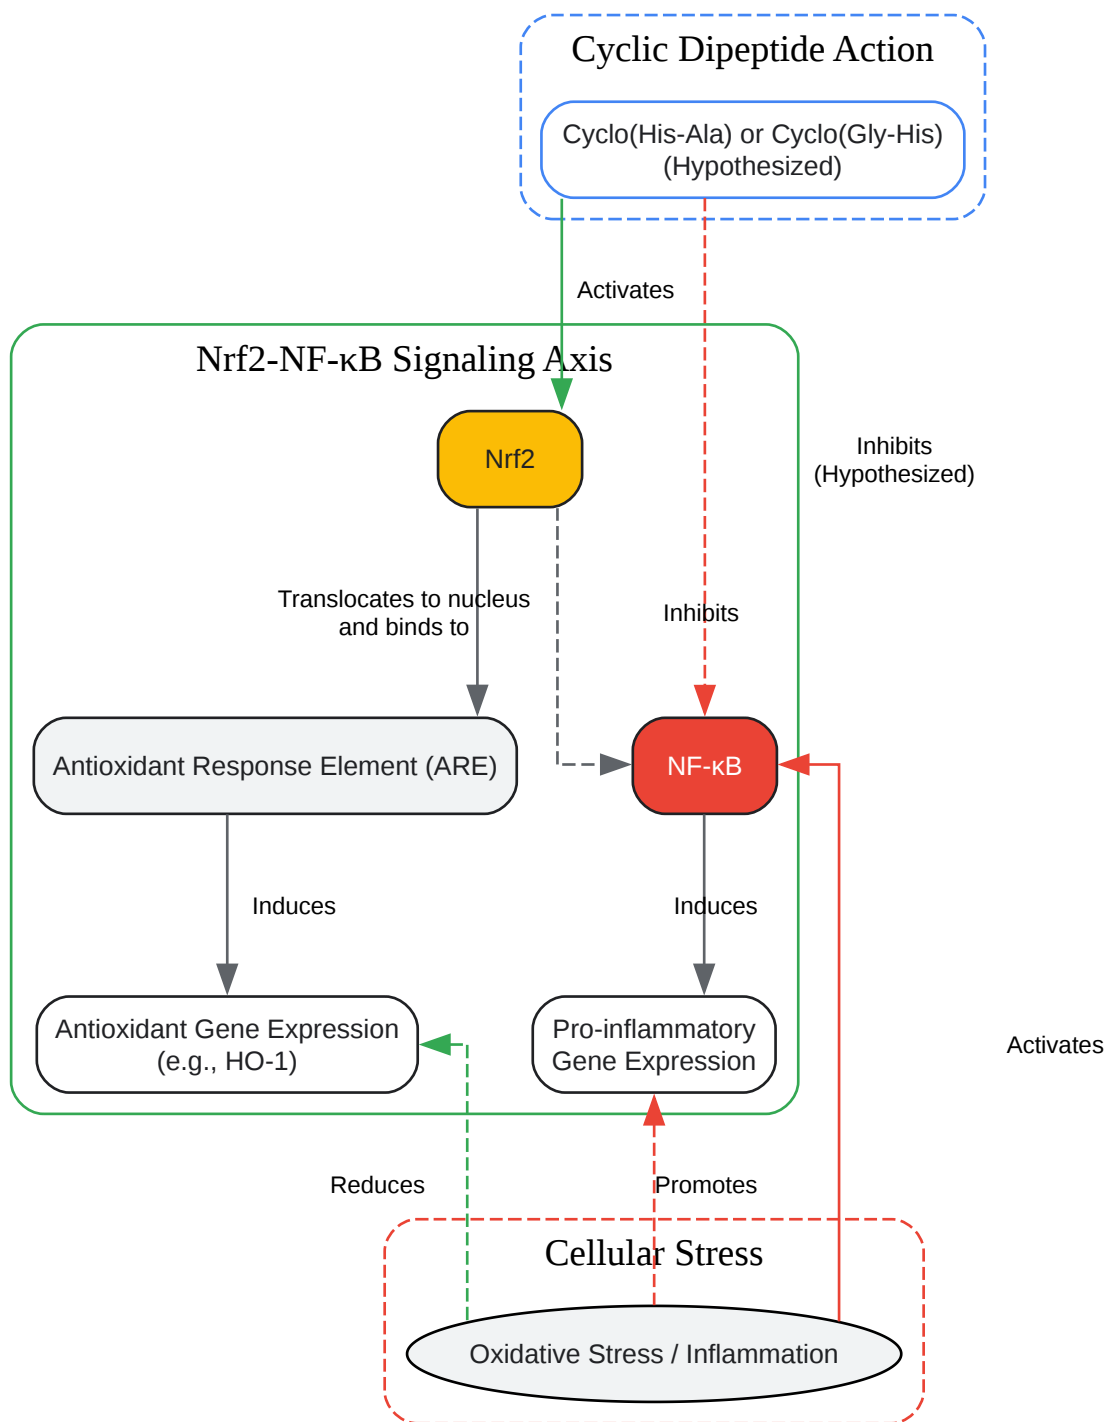 Cyclic Dipeptide Action
Cyclo(His-Ala) or Cyclo(Gly-His)
(Hypothesized)
Activates
Nrf2-NF-κB Signaling Axis
Nrf2
Inhibits
(Hypothesized)
Translocates to nucleus
and binds to
Inhibits
Antioxidant Response Element (ARE)
NF-κB
Induces
Induces
Antioxidant Gene Expression
(e.g., HO-1)
Pro-inflammatory
Gene Expression
Activates
Reduces
Promotes
Cellular Stress
Oxidative Stress / Inflammation